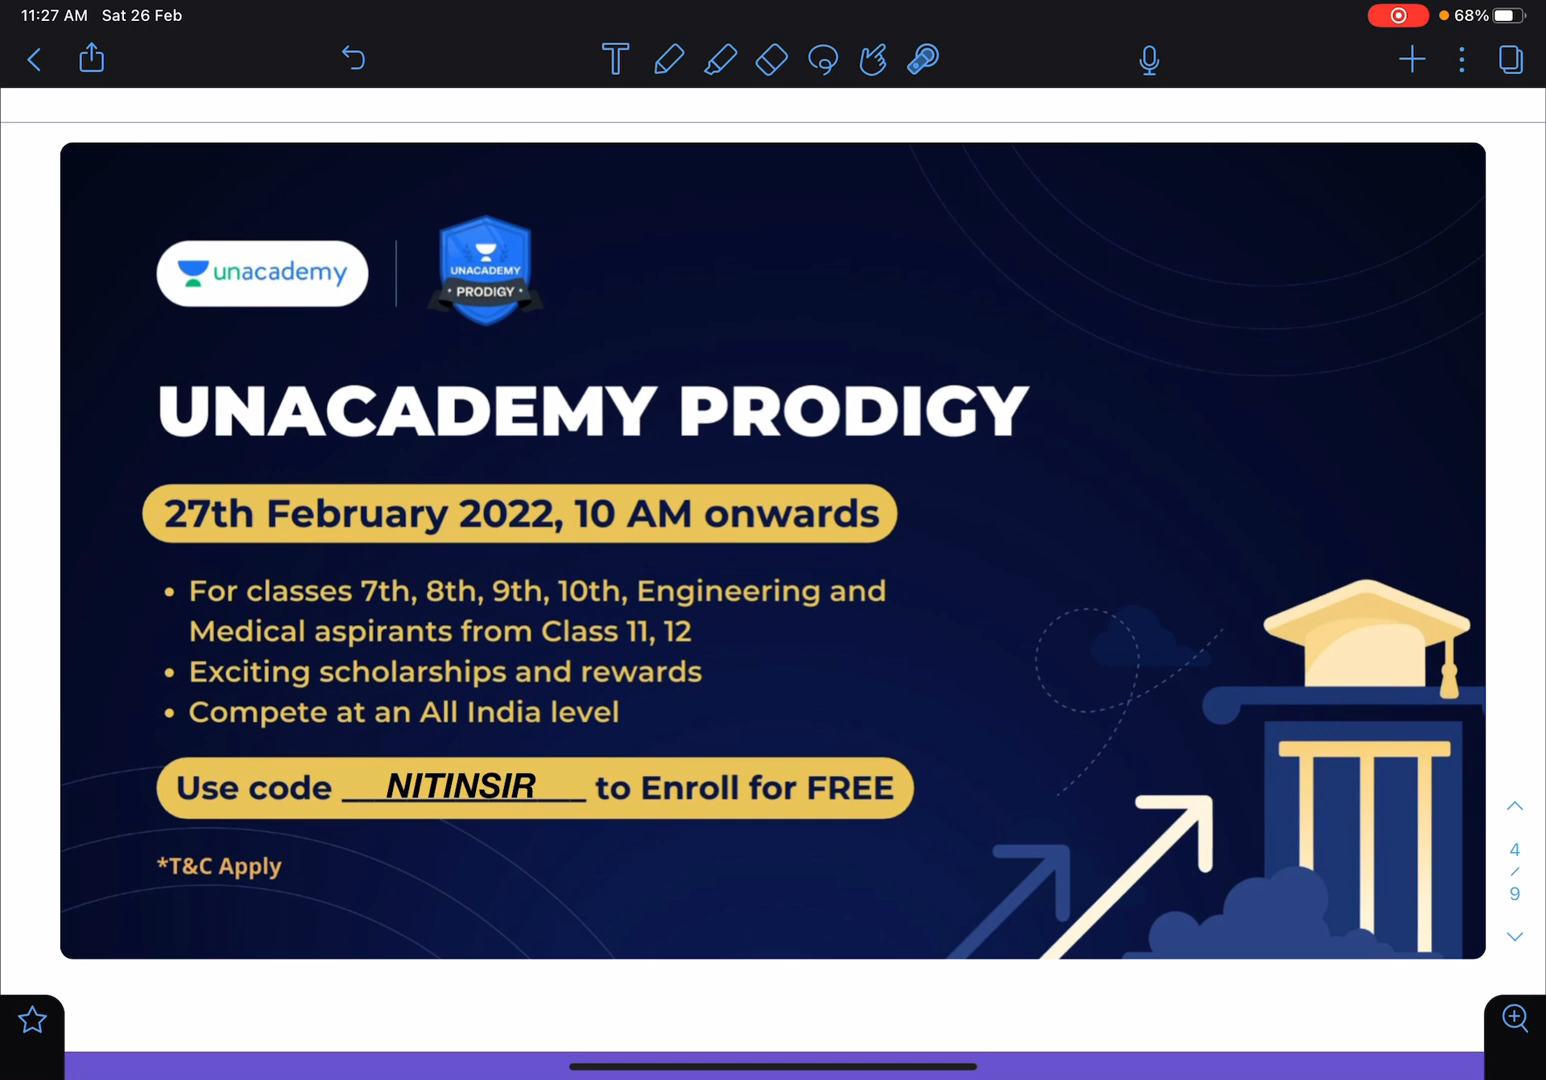 11:27 AM Sat 26 Feb
68%
T
unacademy
UNACADEMY
PRODIGY
UNACADEMY PRODIGY
27th February 2022, 10 AM onwards
• For classes 7th, 8th, 9th, 10th, Engineering and
Medical aspirants from Class 11, 12
• Exciting scholarships and rewards
• Compete at an All India level
Use code NITINSIR to Enroll for FREE
*T&C Apply
4
/
9